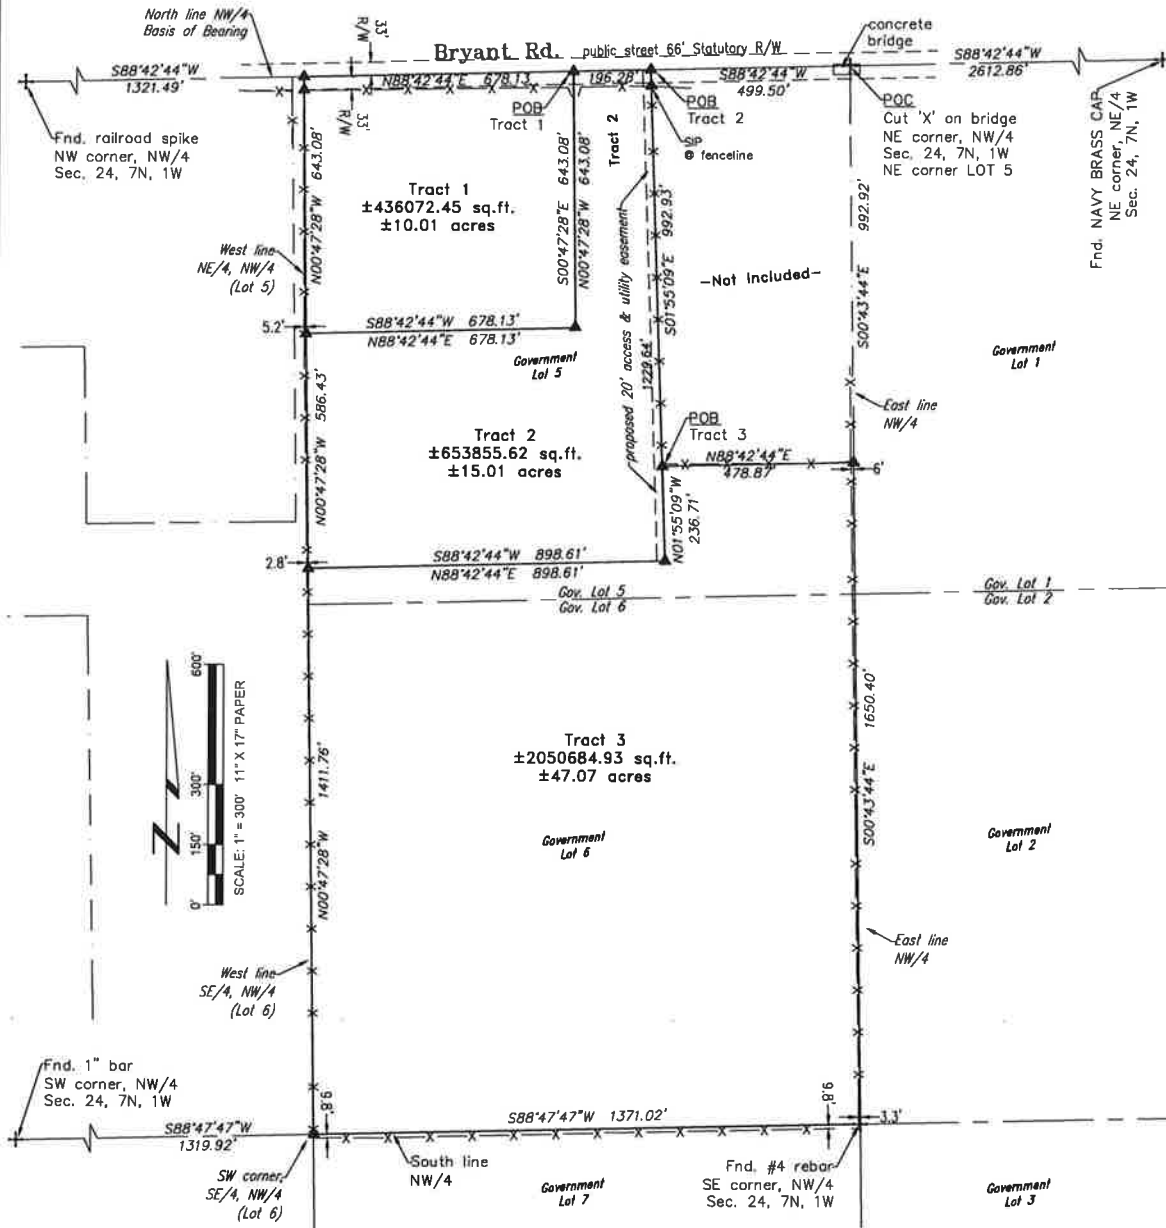 North line NW/4
Basis of Bearing
33'
R/W
Bryant Rd. public street 66' Statutory R/W
concrete
bridge
S88°42'44"W
1321.49'
N88°42'44"E 678.13
196.28'
S88°42'44"W
499.50'
S88°42'44"W
2612.86'
33'
R/W
POB
Tract 1
Tract 2
POB
Tract 2
SIP
@ fenceline
POC
Cut 'X' on bridge
NE corner, NW/4
Sec. 24, 7N, 1W
NE corner LOT 5
Fnd. NAVY BRASS CAP
NE corner, NE/4
Sec. 24, 7N, 1W
Fnd. railroad spike
NW corner, NW/4
Sec. 24, 7N, 1W
N00°47'28"W 643.08'
Tract 1
±436072.45 sq.ft.
±10.01 acres
S00°47'28"E 643.08'
N00°47'28"W 643.08'
proposed 20' access & utility easement
1229.64'
S01°55'09"E 992.93'
-Not Included-
S00°43'44"E 992.92'
West line
NE/4, NW/4
(Lot 5)
5.2'
S88°42'44"W 678.13'
N88°42'44"E 678.13'
Government
Lot 5
Government
Lot 1
N00°47'28"W 586.43'
Tract 2
±653855.62 sq.ft.
±15.01 acres
POB
Tract 3
East line
NW/4
N88°42'44"E
478.87'
6'
N01°55'09"W
236.71'
2.8'
S88°42'44"W 898.61'
N88°42'44"E 898.61'
Gov. Lot 5
Gov. Lot 6
Gov. Lot 1
Gov. Lot 2
0' 150' 300' 600'
SCALE: 1" = 300' 11" X 17" PAPER
N
N00°47'28"W 1411.76'
Tract 3
±2050684.93 sq.ft.
±47.07 acres
S00°43'44"E 1650.40'
Government
Lot 6
Government
Lot 2
West line
SE/4, NW/4
(Lot 6)
East line
NW/4
Fnd. 1" bar
SW corner, NW/4
Sec. 24, 7N, 1W
9.8'
S88°47'47"W 1371.02'
9.8'
3.3'
S88°47'47"W
1319.92'
SW corner,
SE/4, NW/4
(Lot 6)
South line
NW/4
Government
Lot 7
Fnd. #4 rebar
SE corner, NW/4
Sec. 24, 7N, 1W
Government
Lot 3